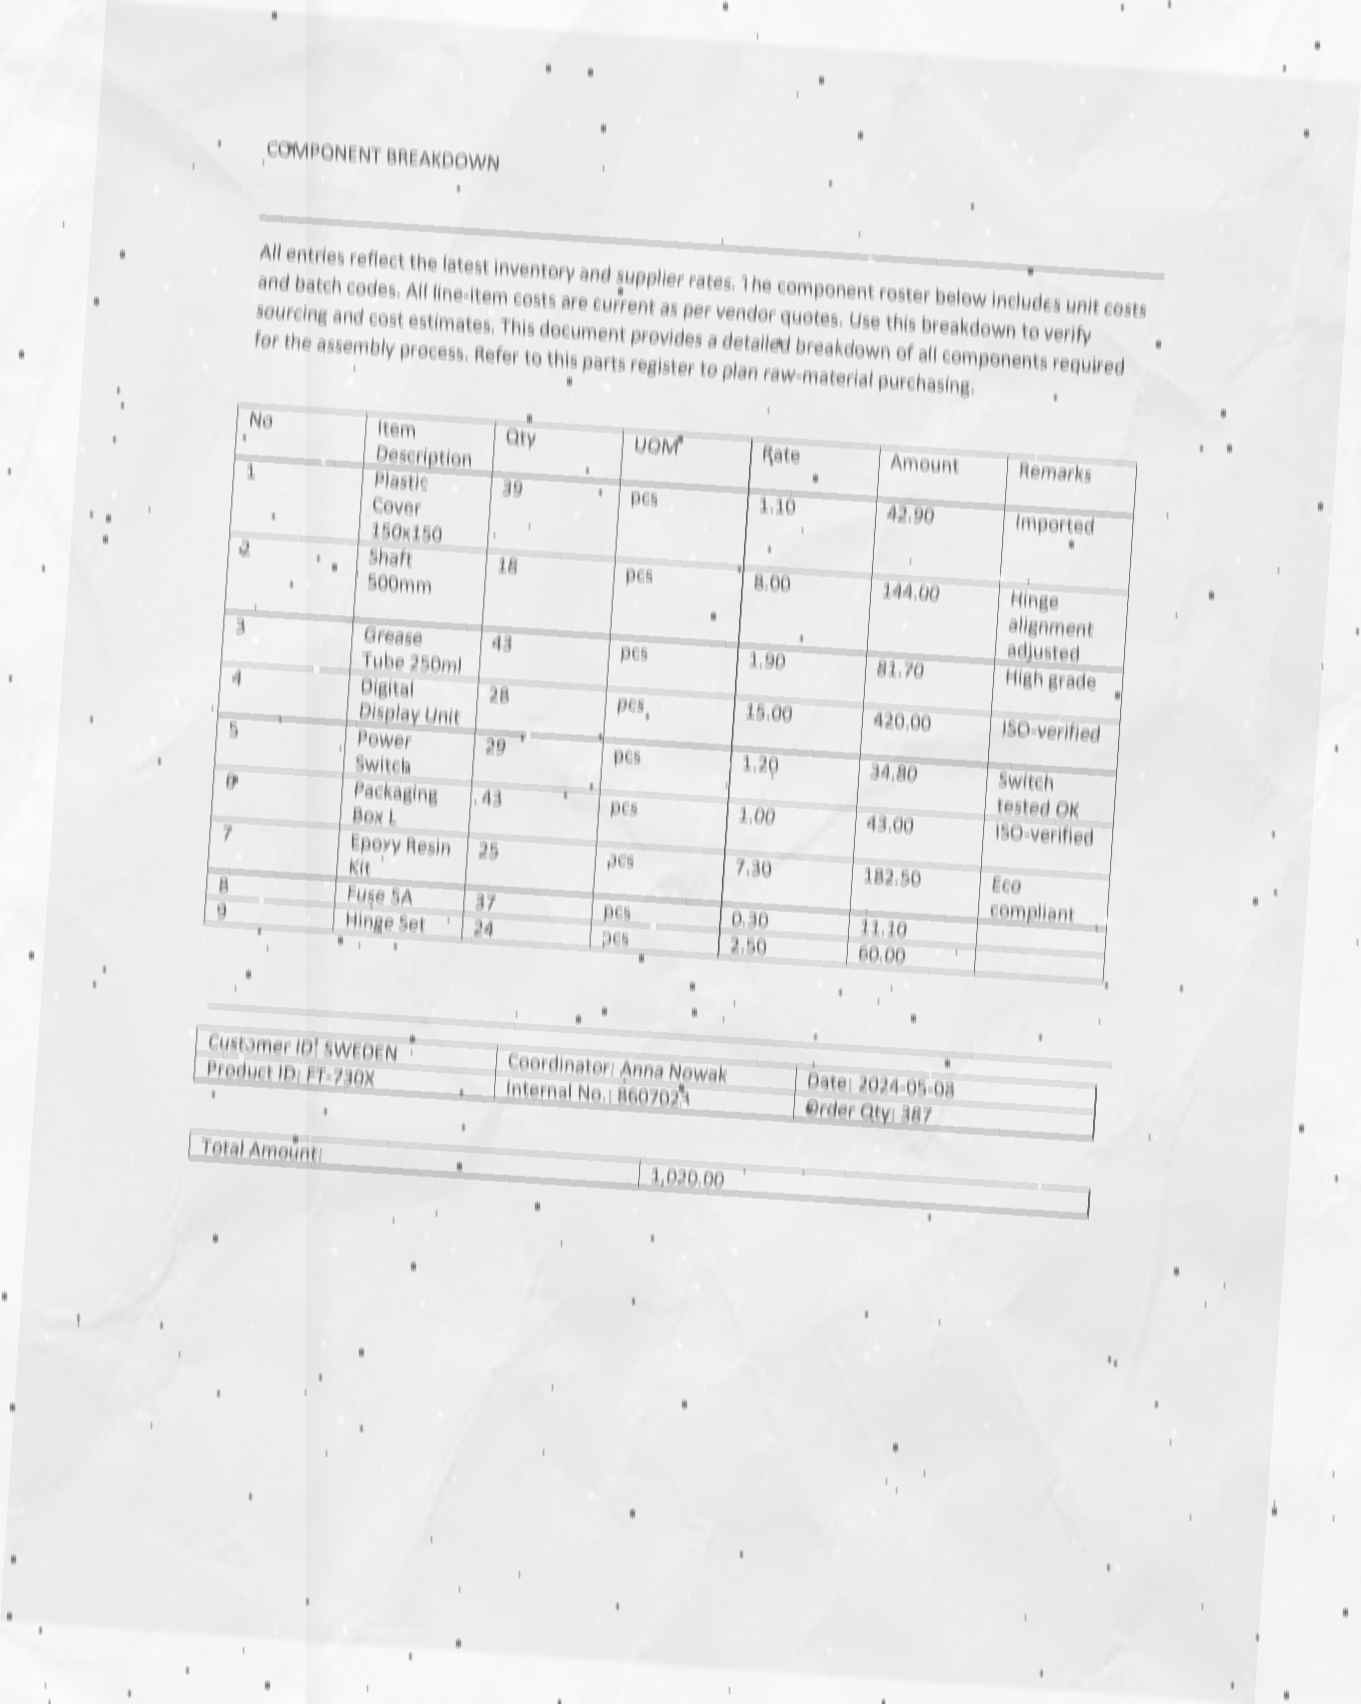 COMPONENT BREAKDOWN
All entries reflect the latest inventory and supplier rates. The component roster below includes unit costs
and batch codes. All line-item costs are current as per vendor quotes. Use this breakdown to verify
sourcing and cost estimates. This document provides a detailed breakdown of all components required
for the assembly process. Refer to this parts register to plan raw-material purchasing.
No Item Description Qty UOM Rate Amount Remarks
1 Plastic Cover 150x150 39 pcs 1.10 42.90 Imported
2 Shaft 500mm 18 pcs 8.00 144.00 Hinge alignment adjusted
3 Grease Tube 250ml 43 pcs 1.90 81.70 High grade
4 Digital Display Unit 28 pcs 15.00 420.00 ISO-verified
5 Power Switch 29 pcs 1.20 34.80 Switch tested OK
6 Packaging Box L 43 pcs 1.00 43.00 ISO-verified
7 Epoxy Resin Kit 25 pcs 7.30 182.50 Eco compliant
8 Fuse 5A 37 pcs 0.30 11.10
9 Hinge Set 24 pcs 2.50 60.00
Customer ID: SWEDEN Coordinator: Anna Nowak Date: 2024-05-08
Product ID: FT-730X Internal No.: 8607023 Order Qty: 387
Total Amount: 1,020.00